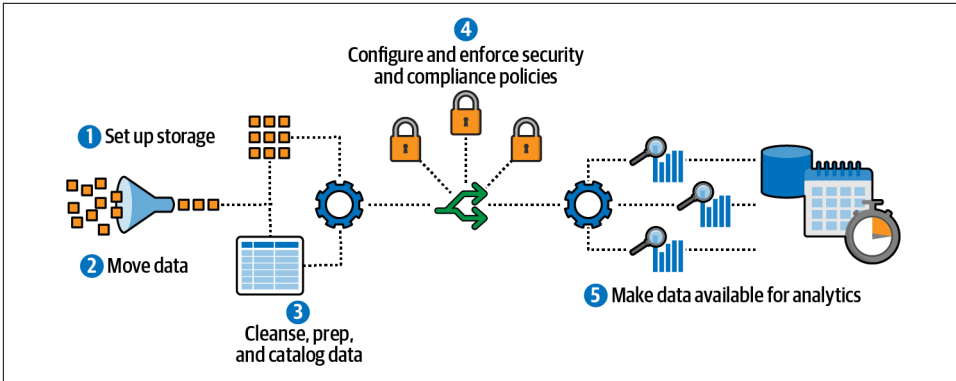 4
Configure and enforce security
and compliance policies
1 Set up storage
2 Move data
3
Cleanse, prep,
and catalog data
5 Make data available for analytics